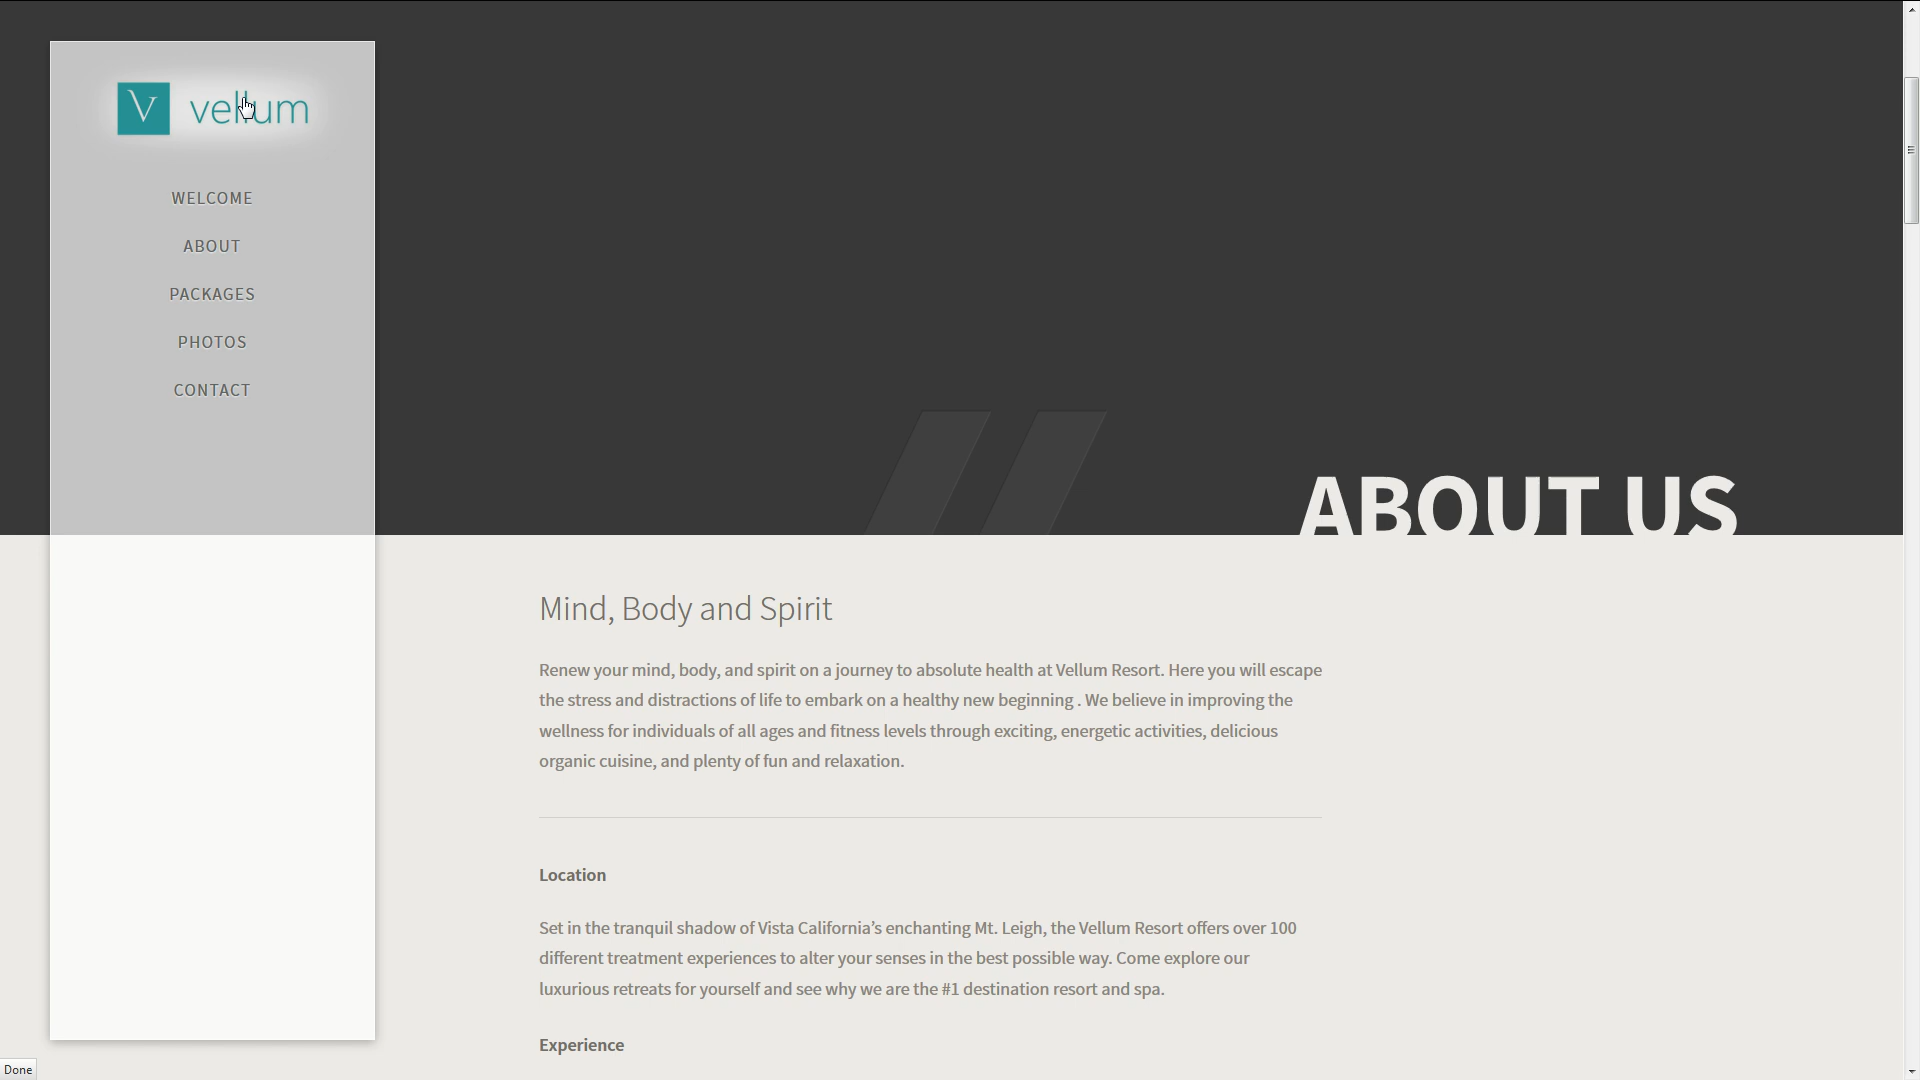 V vellum
WELCOME
ABOUT
PACKAGES
PHOTOS
CONTACT
ABOUT US
Mind, Body and Spirit
Renew your mind, body, and spirit on a journey to absolute health at Vellum Resort. Here you will escape
the stress and distractions of life to embark on a healthy new beginning . We believe in improving the
wellness for individuals of all ages and fitness levels through exciting, energetic activities, delicious
organic cuisine, and plenty of fun and relaxation.
Location
Set in the tranquil shadow of Vista California’s enchanting Mt. Leigh, the Vellum Resort offers over 100
different treatment experiences to alter your senses in the best possible way. Come explore our
luxurious retreats for yourself and see why we are the #1 destination resort and spa.
Experience
Done